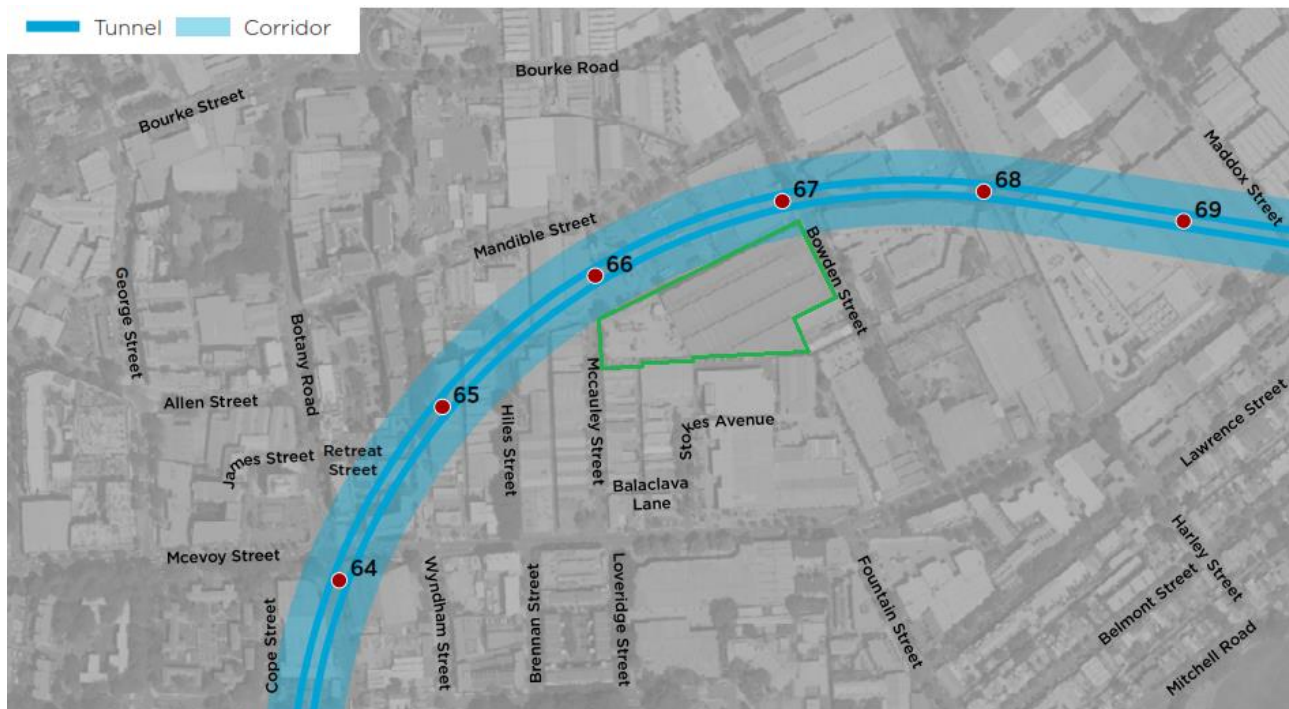 Tunnel Corridor
Bourke Road
Bourke Street
Maddox Street
67
68
69
Mandible Street
66
Bowden Street
George Street
Botany Road
65
Mccauley Street
Allen Street
Hiles Street
Stokes Avenue
Lawrence Street
James Street
Retreat
Street
Balaclava
Lane
Mcevoy Street
64
Wyndham Street
Brennan Street
Loveridge Street
Fountain Street
Harley Street
Belmont Street
Cope Street
Mitchell Road